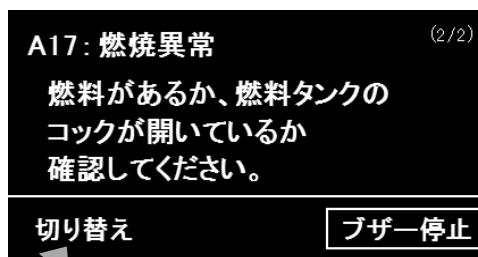 A17:燃焼異常 (2/2)
燃料があるか、燃料タンクの
コックが開いているか
確認してください。
切り替え ブザー停止